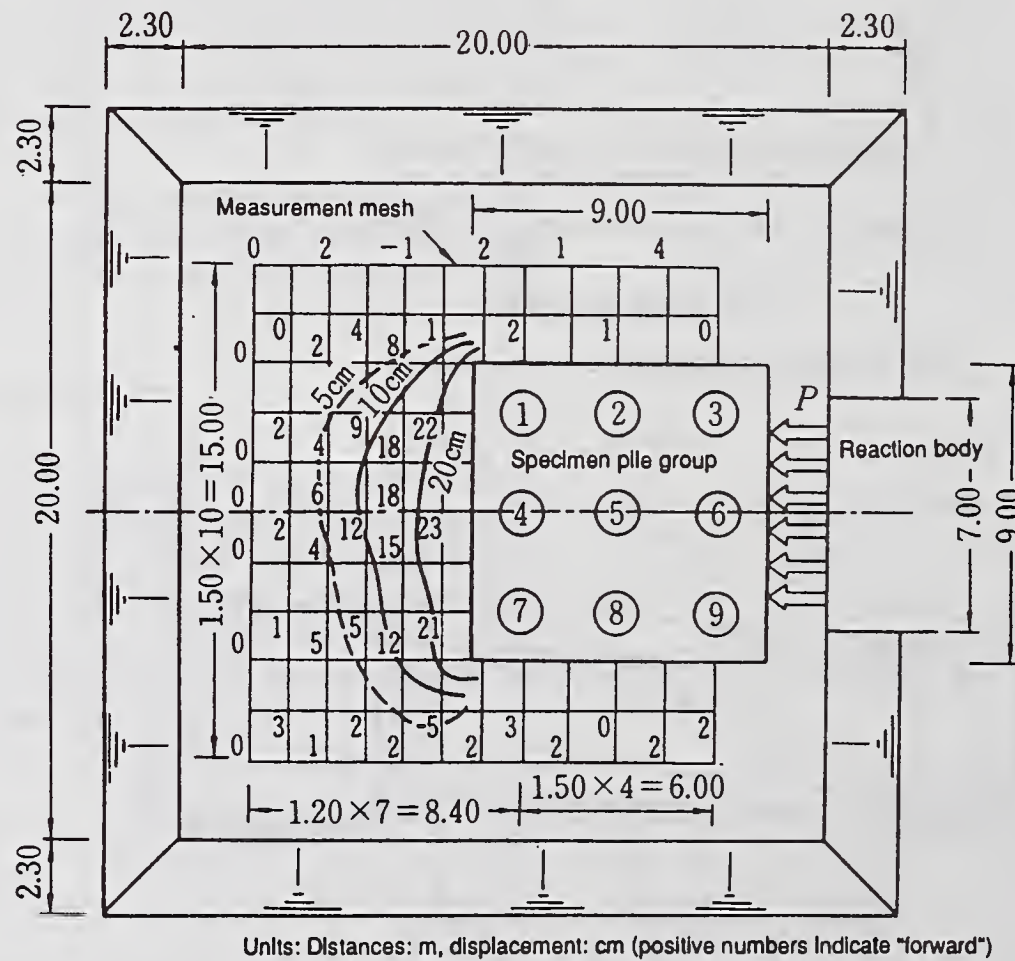 2.30 20.00 2.30
2.30
Measurement mesh
9.00
0 2 -1 2 1 4
0 4 1 2 1 0
0 2 8
5cm 10cm
1 2 3
P
2 9 22
0 4 18
20cm
Specimen pile group
Reaction body
1.50×10=15.00
20.00
0 6 18
4 5 6
2 12 23
0 4 15
7.00
9.00
7 8 9
1 5 21
0 5 12
3 2 -5 3 0 2
0 1 2 2 2 2
1.50×4=6.00
1.20×7=8.40
2.30
Units: Distances: m, displacement: cm (positive numbers indicate "forward")